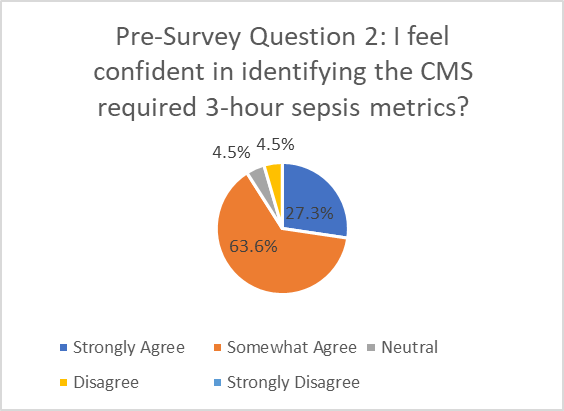 Pre-Survey Question 2: I feel
confident in identifying the CMS
required 3-hour sepsis metrics?
4.5%
4.5%
27.3%
63.6%
Strongly Agree
Somewhat Agree
Neutral
Disagree
Strongly Disagree